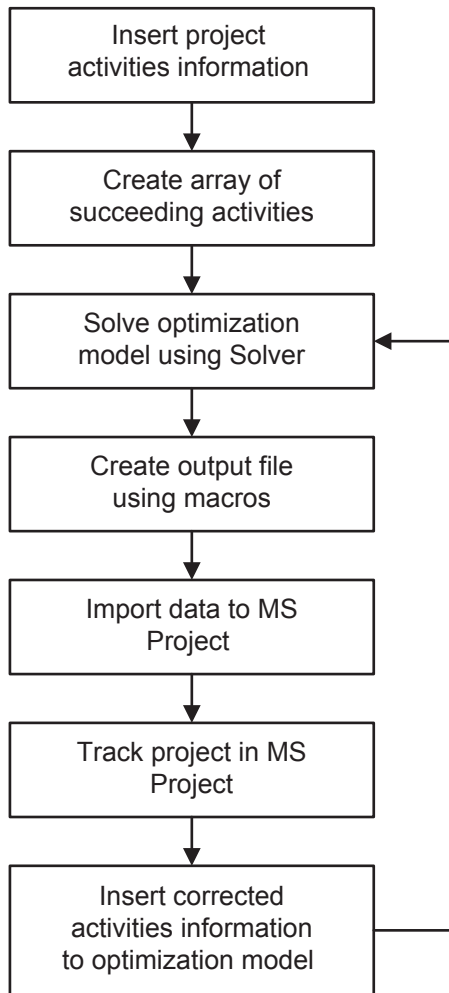 Insert project
activities information
Create array of
succeeding activities
Solve optimization
model using Solver
Create output file
using macros
Import data to MS
Project
Track project in MS
Project
Insert corrected
activities information
to optimization model